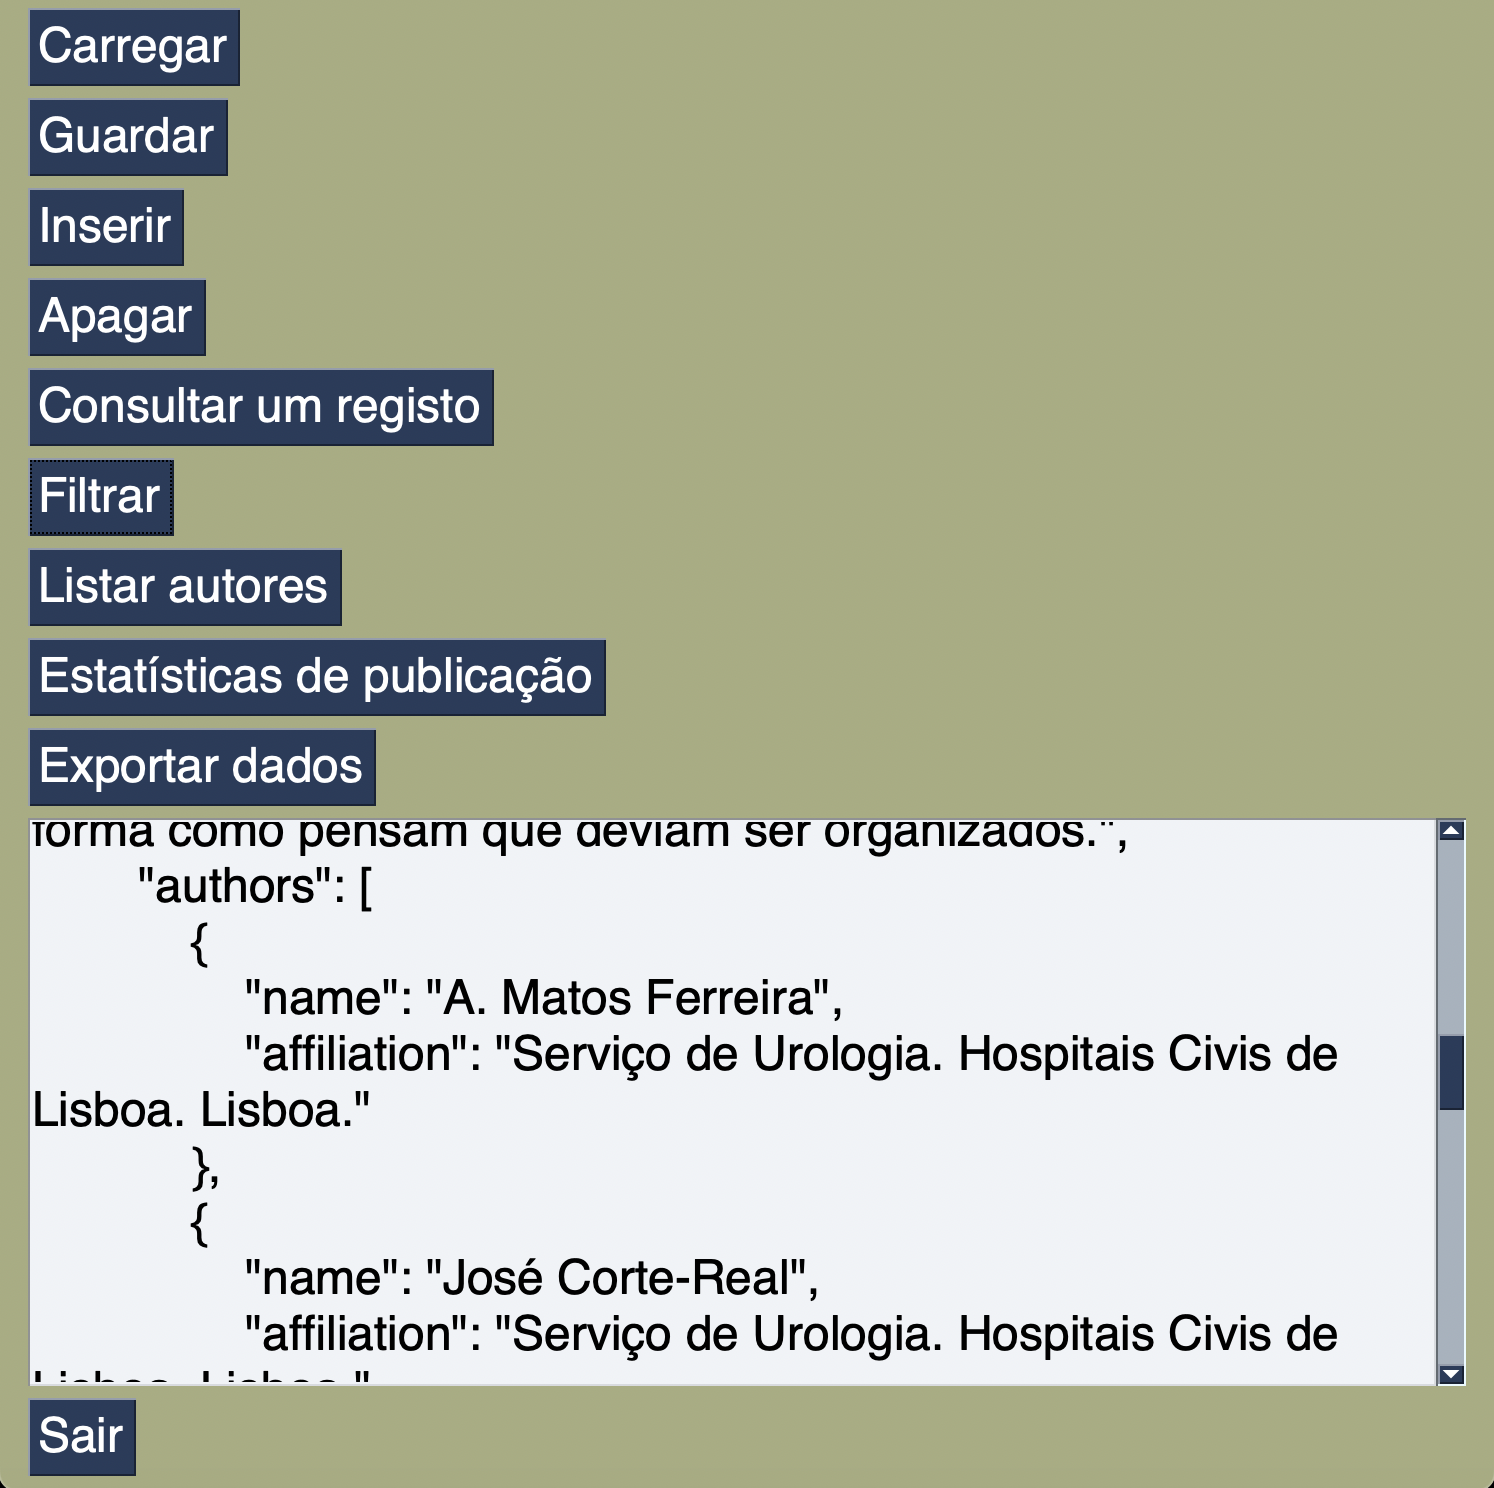 Carregar
Guardar
Inserir
Apagar
Consultar um registo
Filtrar
Listar autores
Estatísticas de publicação
Exportar dados
forma como pensam que deviam ser organizados.",
"authors": [
{
"name": "A. Matos Ferreira",
"affiliation": "Serviço de Urologia. Hospitais Civis de
Lisboa. Lisboa."
},
{
"name": "José Corte-Real",
"affiliation": "Serviço de Urologia. Hospitais Civis de
Lisboa. Lisboa."
Sair